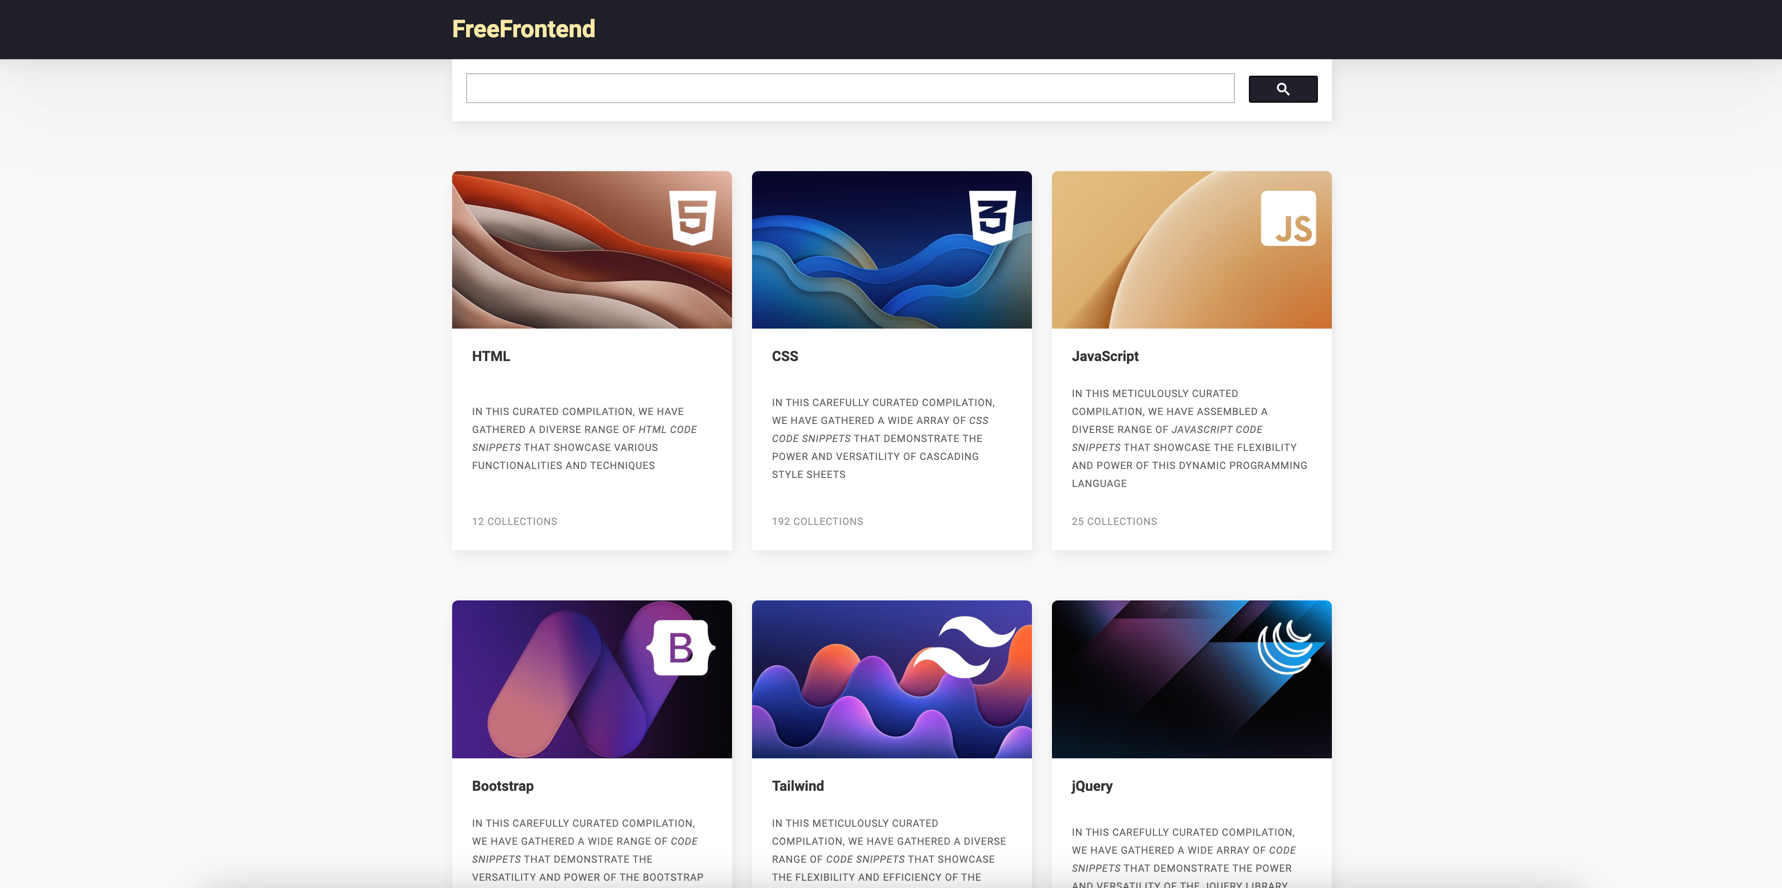 FreeFrontend
5
3
JS
HTML
IN THIS CURATED COMPILATION, WE HAVE
GATHERED A DIVERSE RANGE OF HTML CODE
SNIPPETS THAT SHOWCASE VARIOUS
FUNCTIONALITIES AND TECHNIQUES
12 COLLECTIONS
CSS
IN THIS CAREFULLY CURATED COMPILATION,
WE HAVE GATHERED A WIDE ARRAY OF CSS
CODE SNIPPETS THAT DEMONSTRATE THE
POWER AND VERSATILITY OF CASCADING
STYLE SHEETS
192 COLLECTIONS
JavaScript
IN THIS METICULOUSLY CURATED
COMPILATION, WE HAVE ASSEMBLED A
DIVERSE RANGE OF JAVASCRIPT CODE
SNIPPETS THAT SHOWCASE THE FLEXIBILITY
AND POWER OF THIS DYNAMIC PROGRAMMING
LANGUAGE
25 COLLECTIONS
B
Bootstrap
IN THIS CAREFULLY CURATED COMPILATION,
WE HAVE GATHERED A WIDE RANGE OF CODE
SNIPPETS THAT DEMONSTRATE THE
VERSATILITY AND POWER OF THE BOOTSTRAP
Tailwind
IN THIS METICULOUSLY CURATED
COMPILATION, WE HAVE GATHERED A DIVERSE
RANGE OF CODE SNIPPETS THAT SHOWCASE
THE FLEXIBILITY AND EFFICIENCY OF THE
jQuery
IN THIS CAREFULLY CURATED COMPILATION,
WE HAVE GATHERED A WIDE ARRAY OF CODE
SNIPPETS THAT DEMONSTRATE THE POWER
AND VERSATILITY OF THE JQUERY LIBRARY